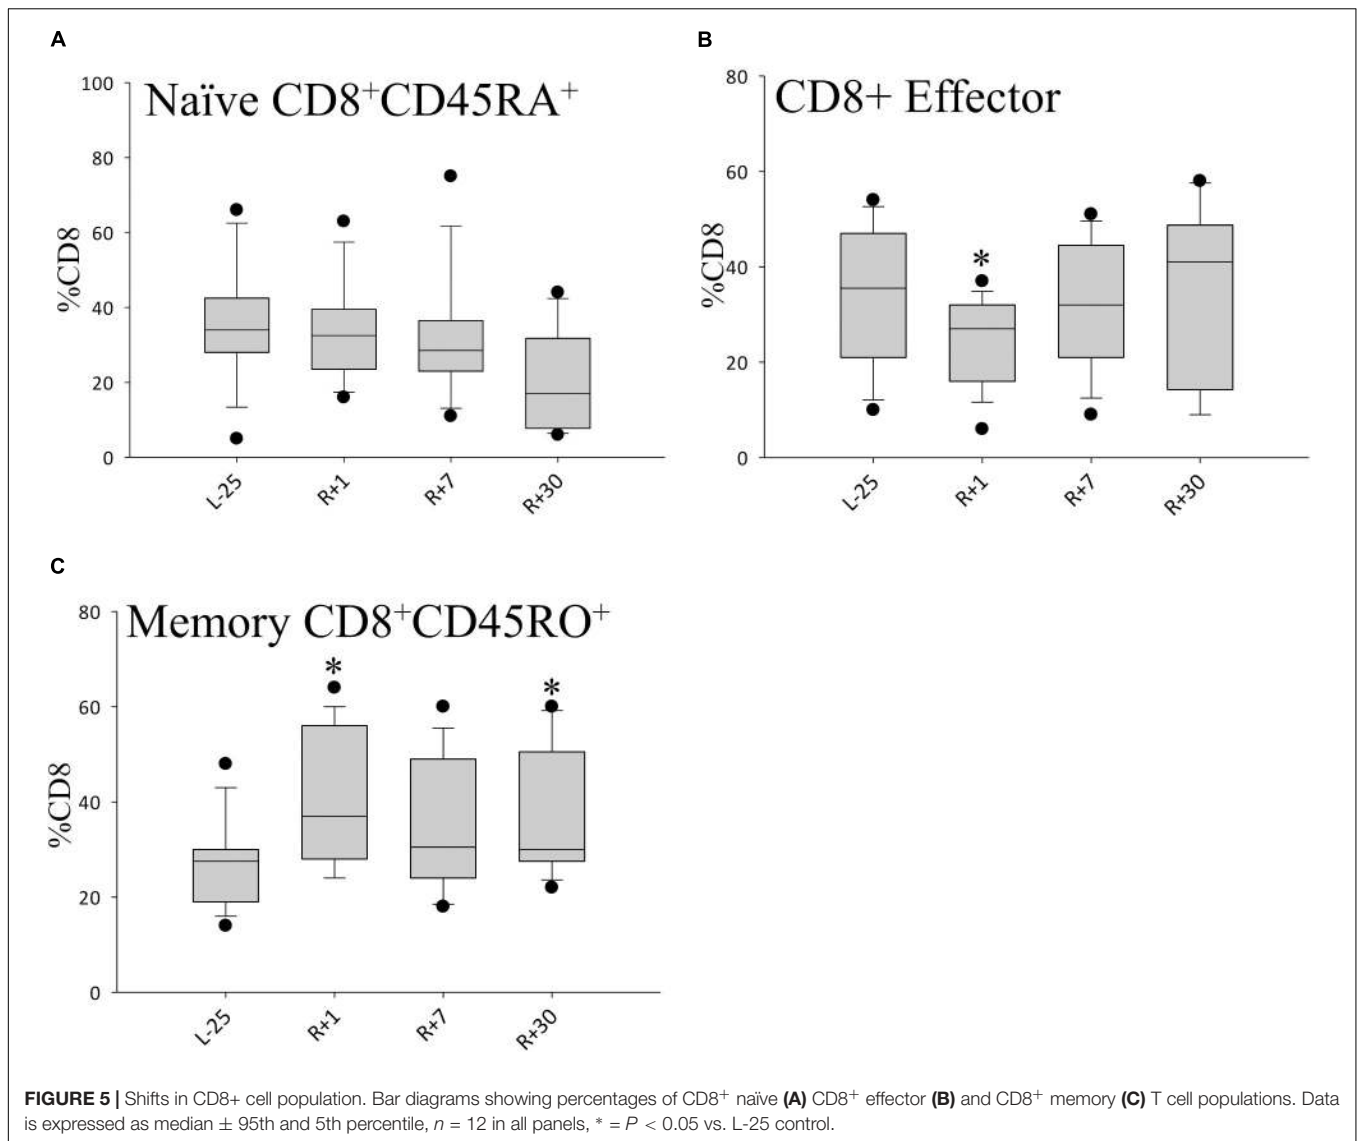 A
Naïve CD8⁺CD45RA⁺
100
80
60
40
20
0
%CD8
L-25
R+1
R+7
R+30
B
CD8+ Effector
80
60
40
20
0
%CD8
*
L-25
R+1
R+7
R+30
C
Memory CD8⁺CD45RO⁺
80
60
40
20
0
%CD8
*
*
L-25
R+1
R+7
R+30
FIGURE 5 | Shifts in CD8+ cell population. Bar diagrams showing percentages of CD8⁺ naïve (A) CD8⁺ effector (B) and CD8⁺ memory (C) T cell populations. Data
is expressed as median ± 95th and 5th percentile, n = 12 in all panels, * = P < 0.05 vs. L-25 control.